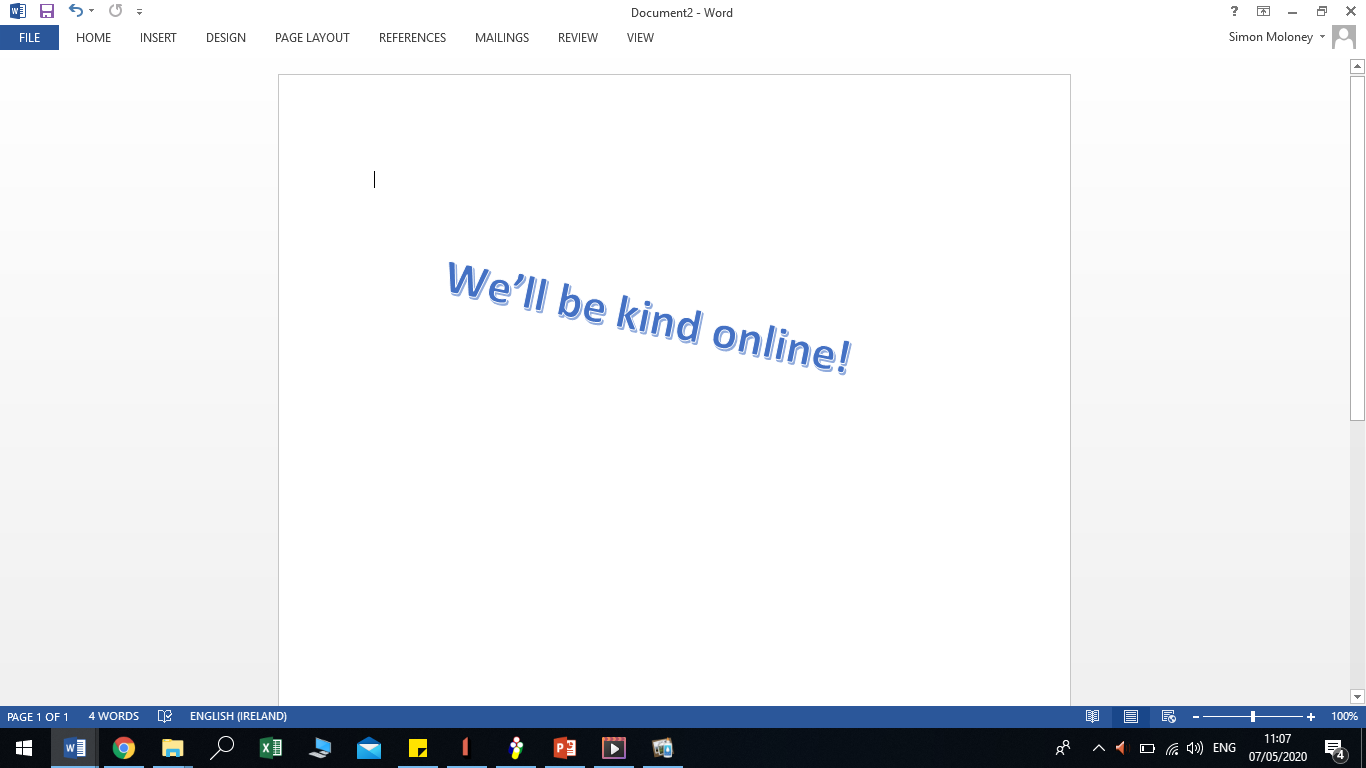 Document2 - Word
?
FILE HOME INSERT DESIGN PAGE LAYOUT REFERENCES MAILINGS REVIEW VIEW
Simon Moloney
We’ll be kind online!
PAGE 1 OF 1 4 WORDS ENGLISH (IRELAND)
100%
ENG
11:07
07/05/2020
4